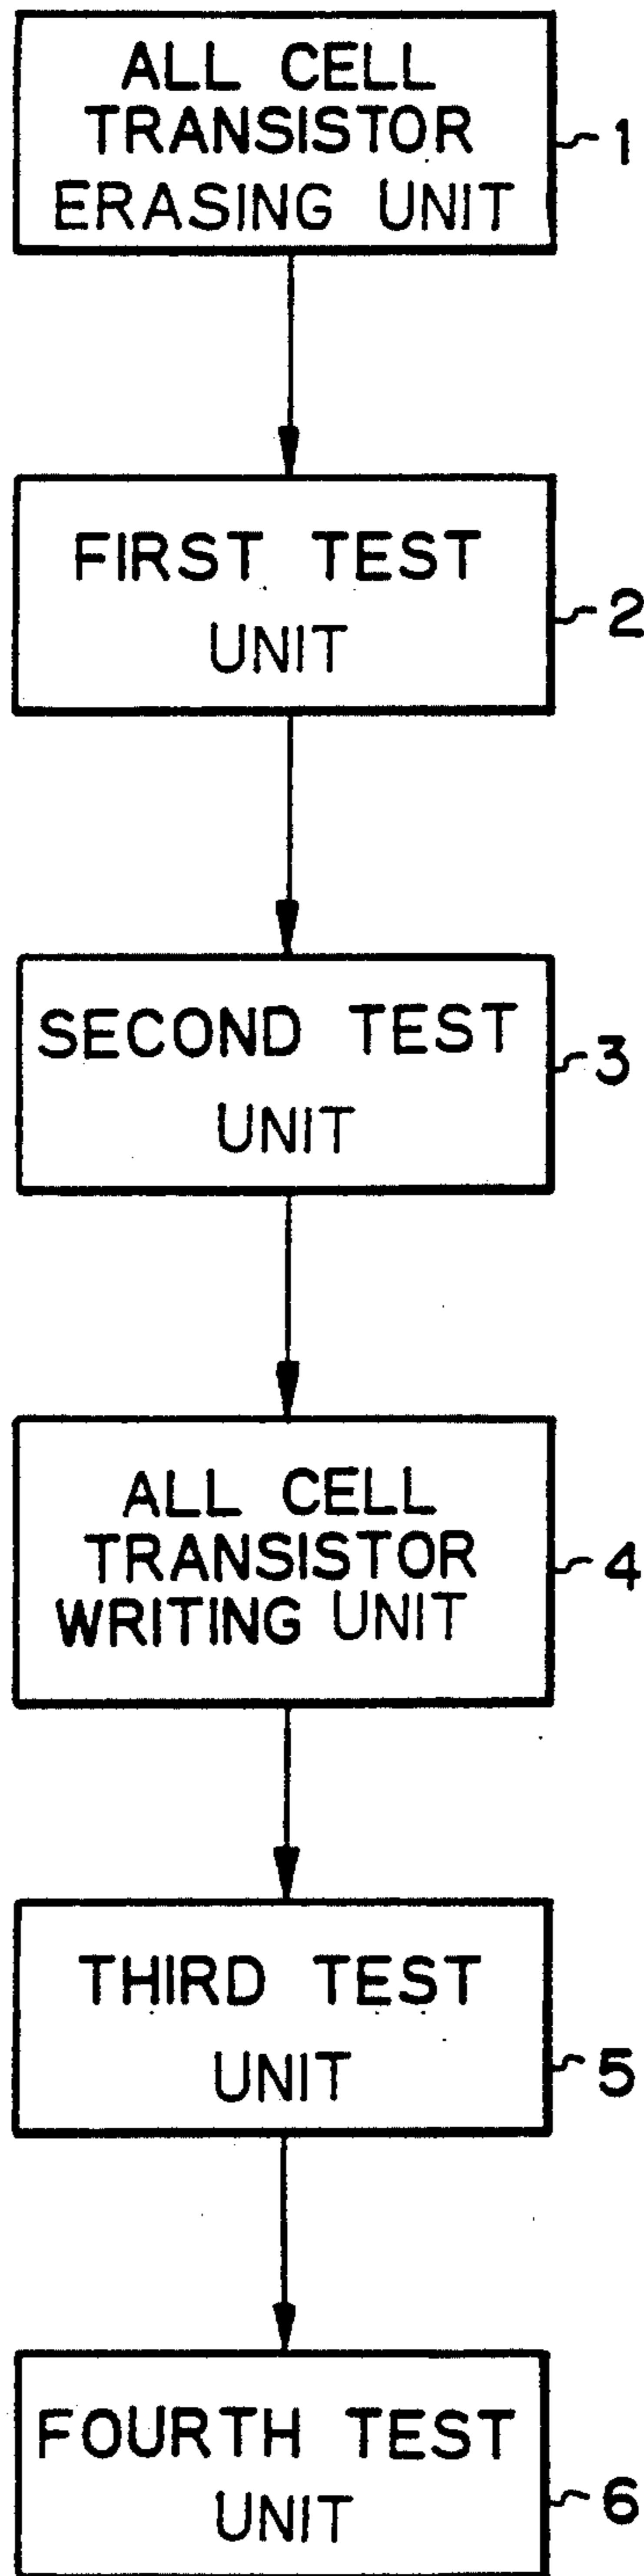 ALL CELL
TRANSISTOR
ERASING UNIT
1
FIRST TEST
UNIT
2
SECOND TEST
UNIT
3
ALL CELL
TRANSISTOR
WRITING UNIT
4
THIRD TEST
UNIT
5
FOURTH TEST
UNIT
6